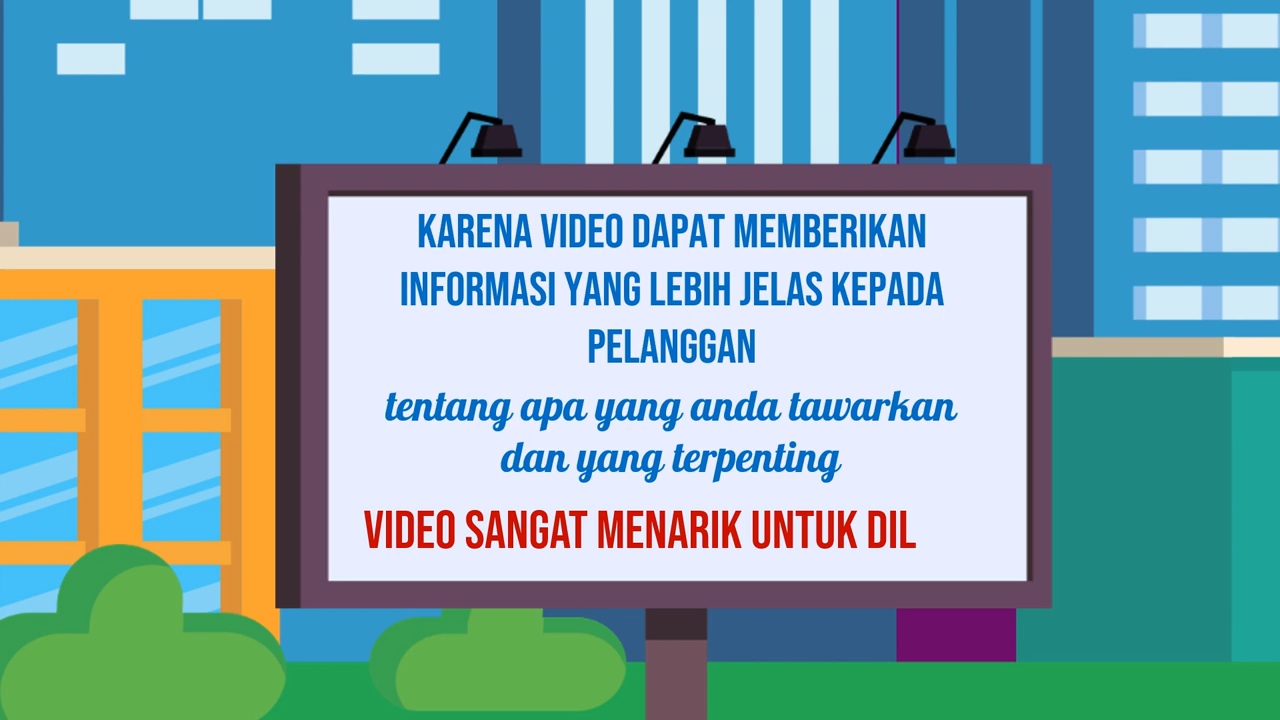 KARENA VIDEO DAPAT MEMBERIKAN
INFORMASI YANG LEBIH JELAS KEPADA
PELANGGAN
tentang apa yang anda tawarkan
dan yang terpenting
VIDEO SANGAT MENARIK UNTUK DIL